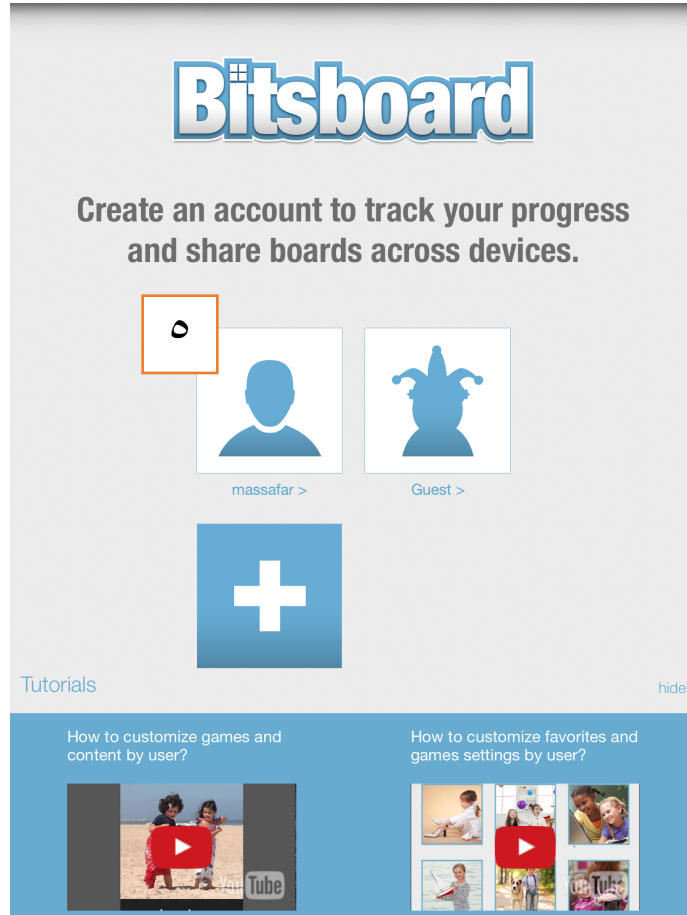 Bitsboard
Create an account to track your progress
and share boards across devices.
٥
massafar >
Guest >
Tutorials
hide
How to customize games and
content by user?
How to customize favorites and
games settings by user?
YouTube
YouTube